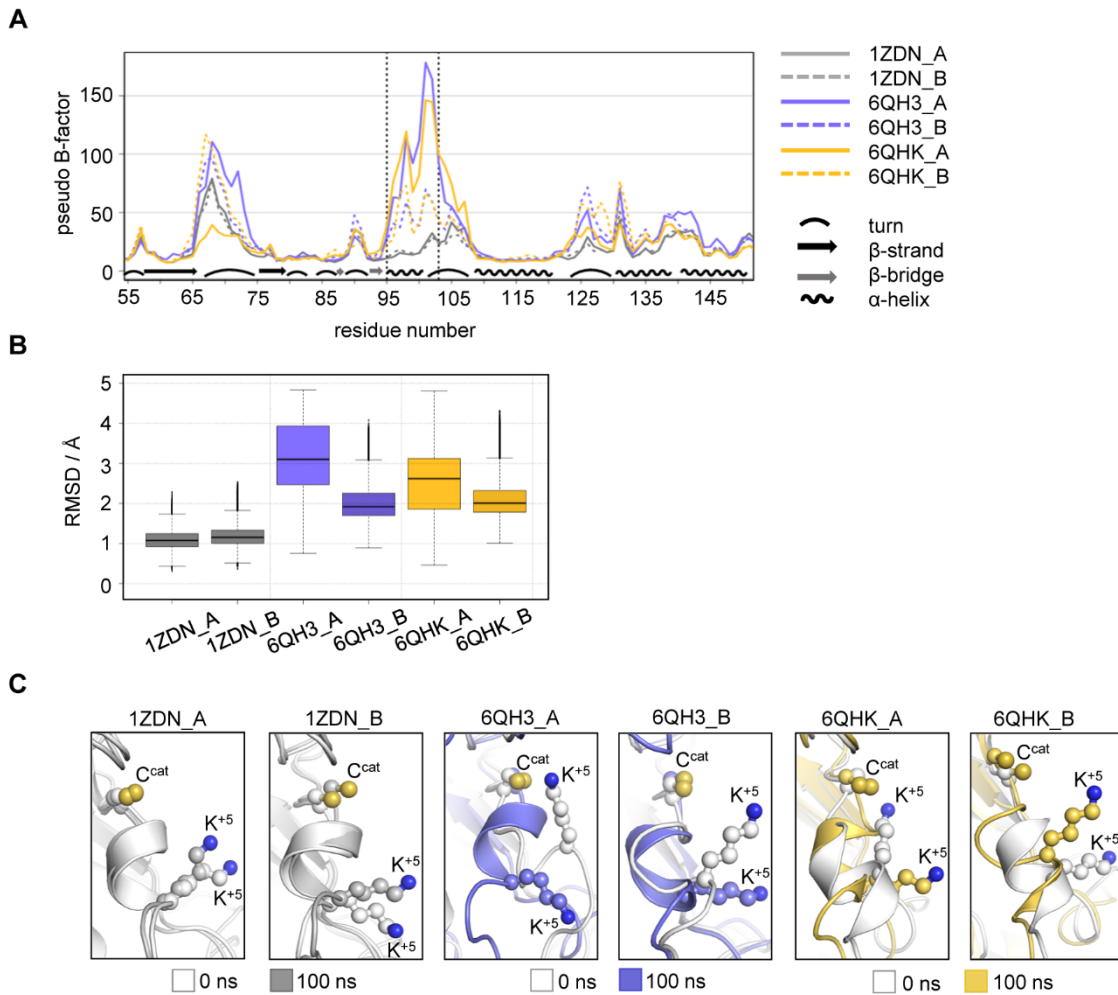 A
1ZDN_A
1ZDN_B
6QH3_A
6QH3_B
6QHK_A
6QHK_B
turn
β-strand
β-bridge
α-helix
pseudo B-factor
150
100
50
0
55 65 75 85 95 105 115 125 135 145
residue number
B
RMSD / Å
5
4
3
2
1
0
1ZDN_A 1ZDN_B 6QH3_A 6QH3_B 6QHK_A 6QHK_B
C
1ZDN_A 1ZDN_B 6QH3_A 6QH3_B 6QHK_A 6QHK_B
Ccat Ccat Ccat Ccat Ccat Ccat
K+5 K+5 K+5 K+5 K+5 K+5
K+5 K+5 K+5 K+5 K+5 K+5
0 ns 100 ns 0 ns 100 ns 0 ns 100 ns